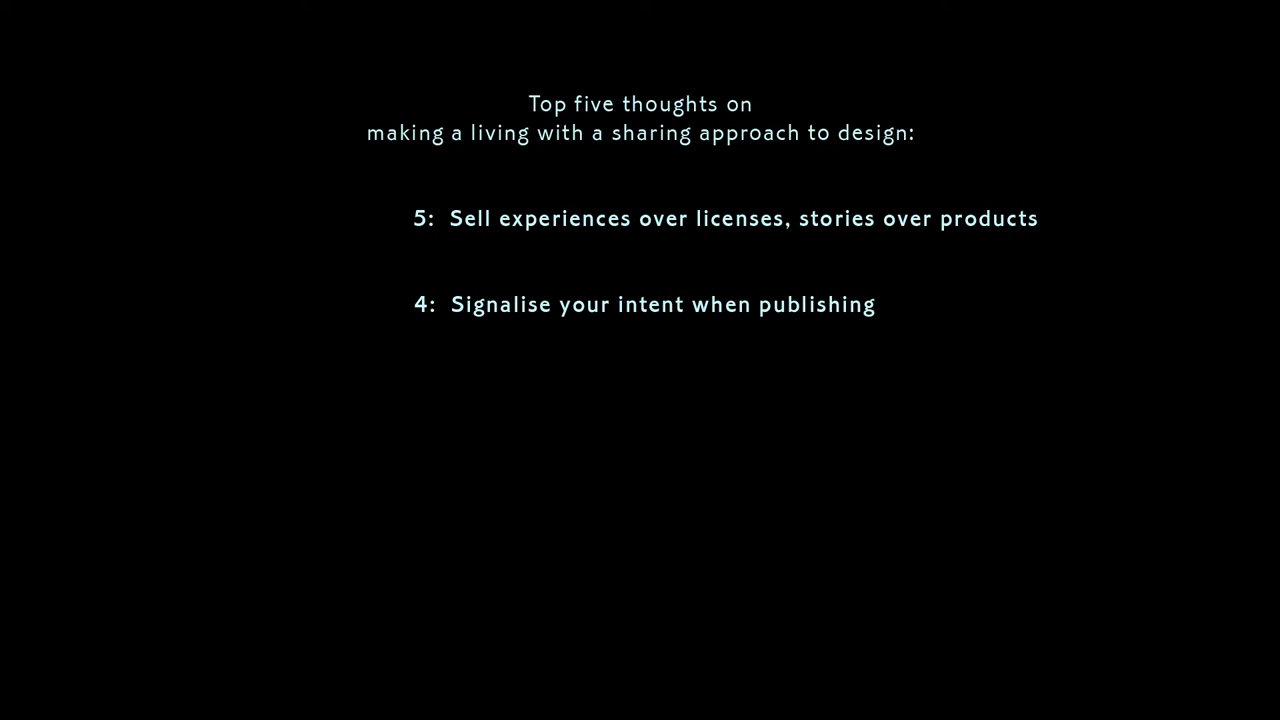 Top five thoughts on
making a living with a sharing approach to design:
5: Sell experiences over licenses, stories over products
4: Signalise your intent when publishing